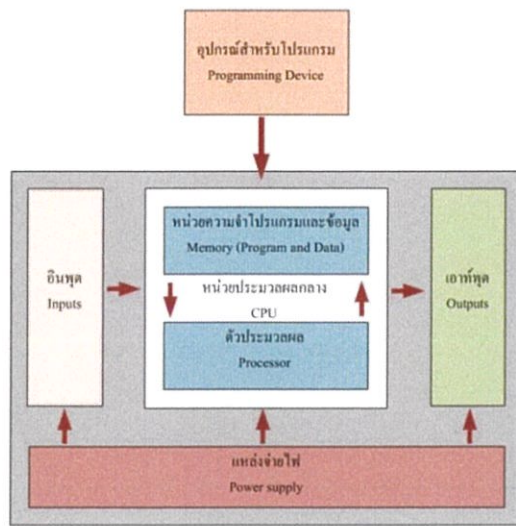 อุปกรณ์สำหรับโปรแกรม
Programming Device
หน่วยความจำโปรแกรมและข้อมูล
Memory (Program and Data)
อินพุต
Inputs
หน่วยประมวลผลกลาง
CPU
เอาท์พุต
Outputs
ตัวประมวลผล
Processor
แหล่งจ่ายไฟ
Power supply